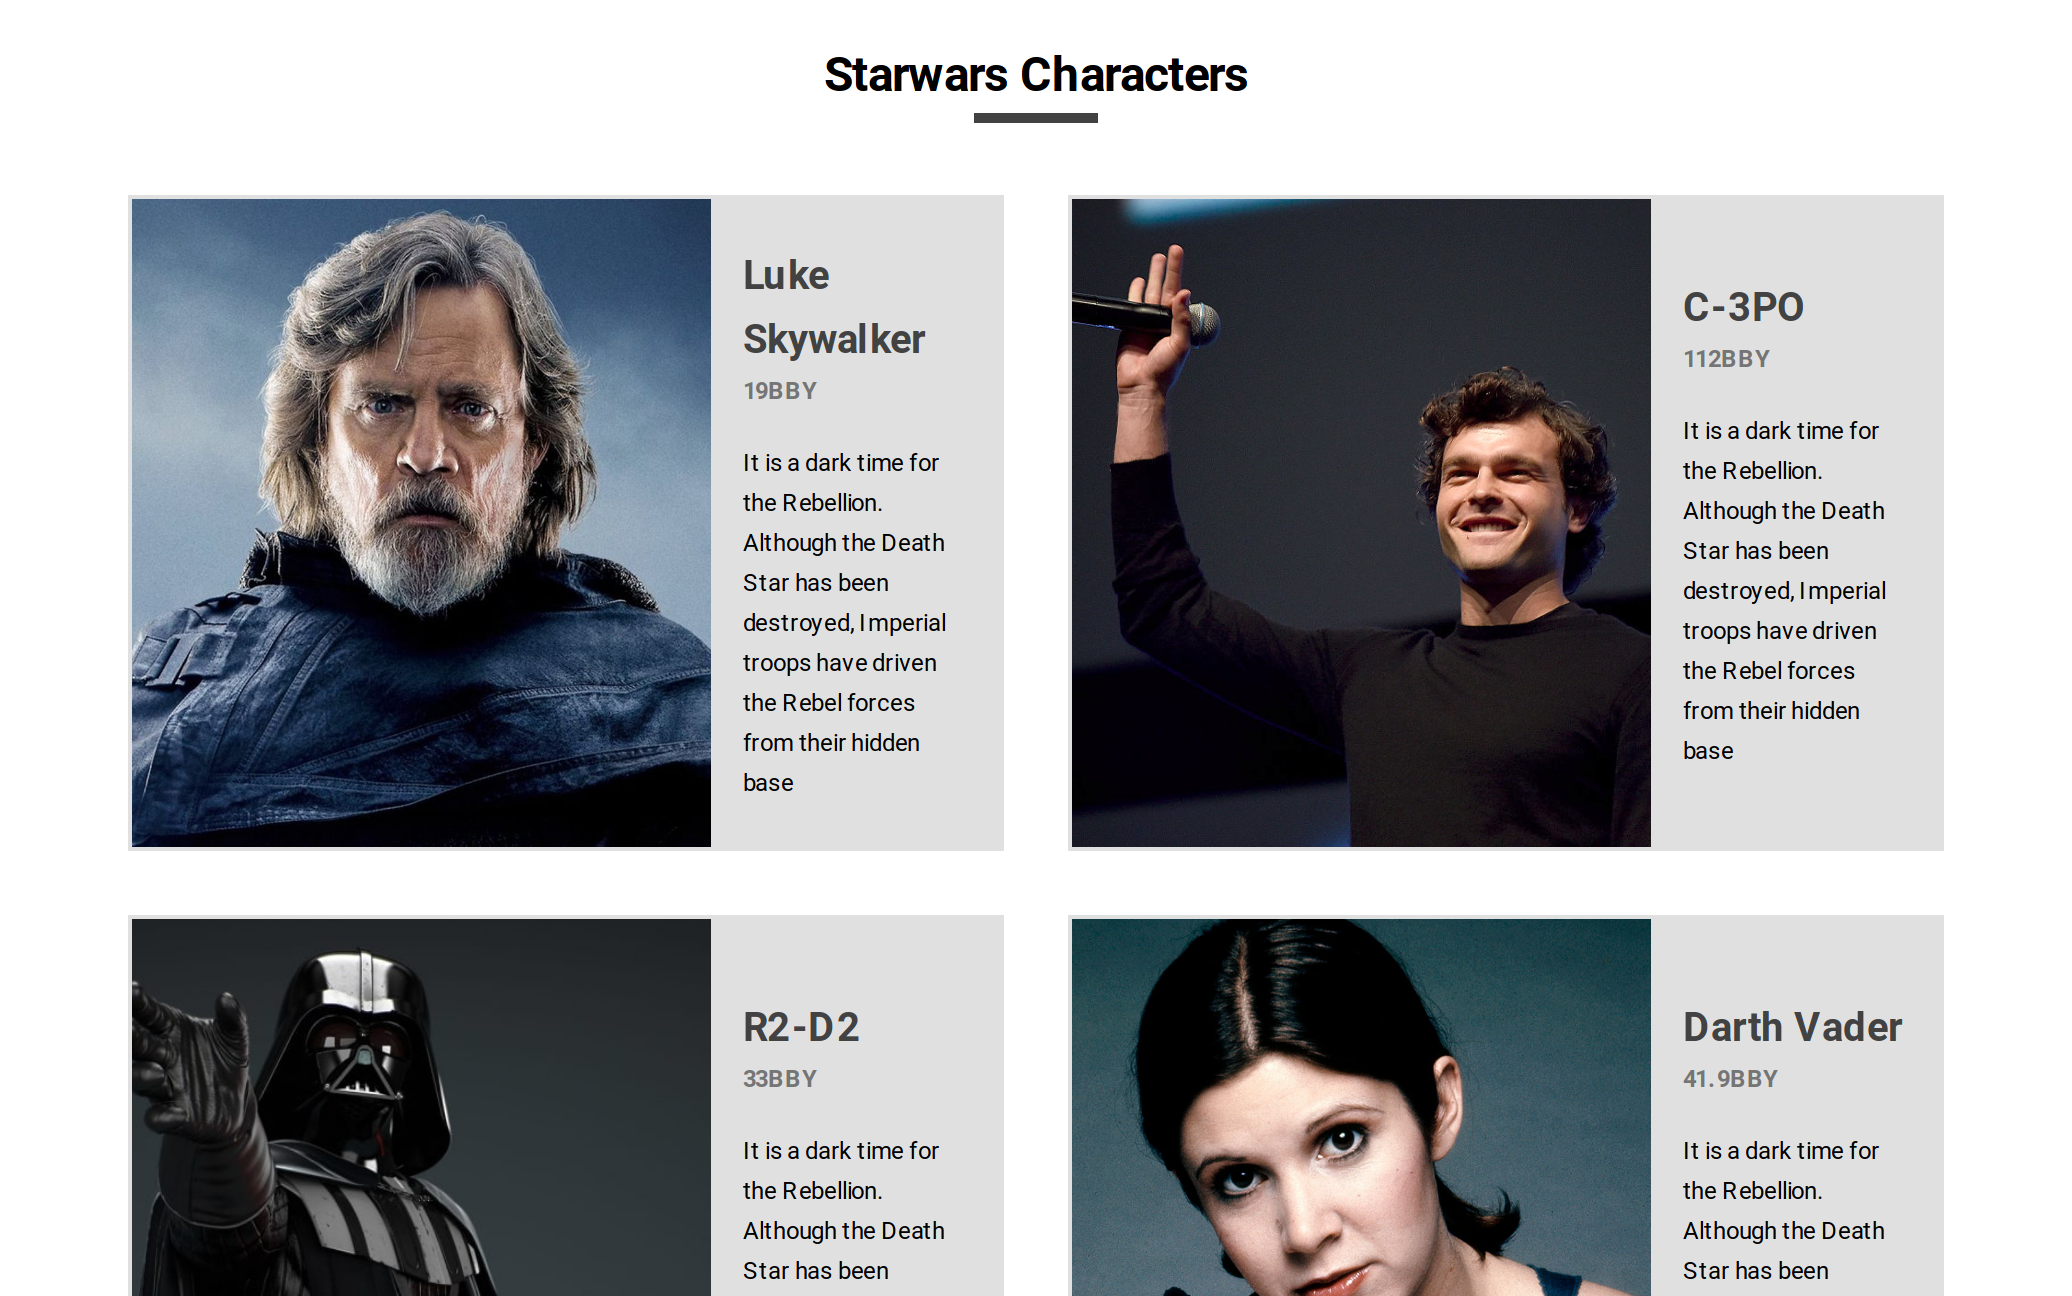 Starwars Characters
Luke
Skywalker
19BBY
It is a dark time for
the Rebellion.
Although the Death
Star has been
destroyed, Imperial
troops have driven
the Rebel forces
from their hidden
base
C-3PO
112BBY
It is a dark time for
the Rebellion.
Although the Death
Star has been
destroyed, Imperial
troops have driven
the Rebel forces
from their hidden
base
R2-D2
33BBY
It is a dark time for
the Rebellion.
Although the Death
Star has been
Darth Vader
41.9BBY
It is a dark time for
the Rebellion.
Although the Death
Star has been